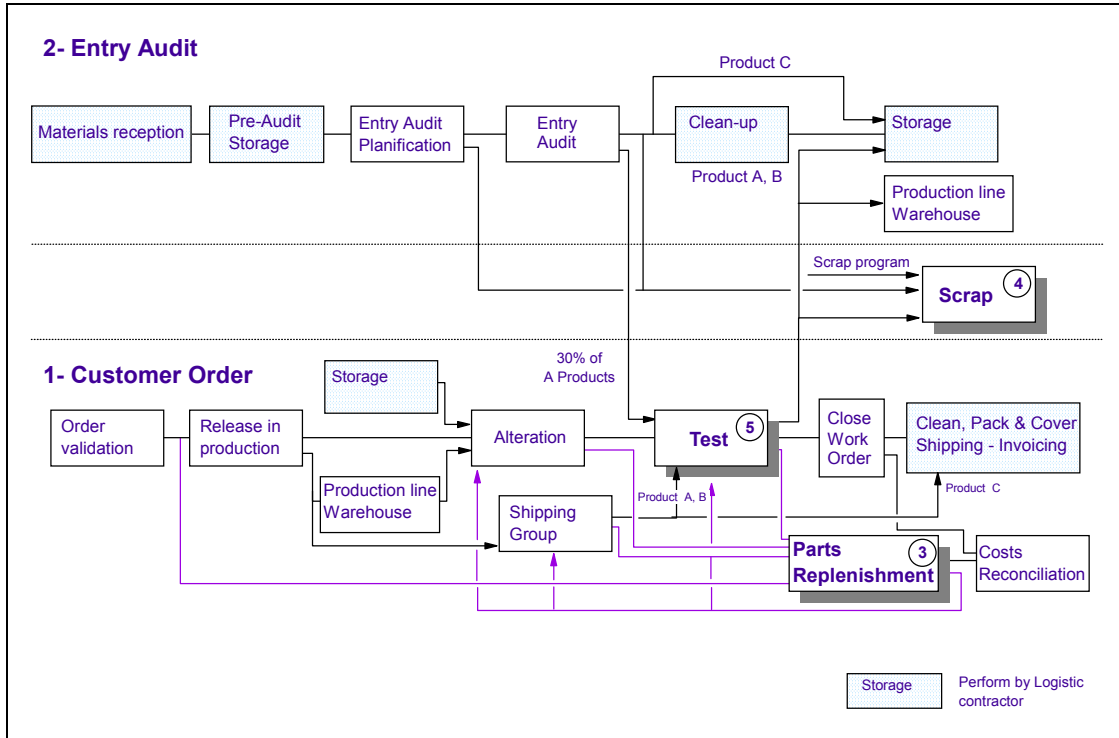 2- Entry Audit
Product C
Materials reception
Pre-Audit
Storage
Entry Audit
Planification
Entry
Audit
Clean-up
Storage
Product A, B
Production line
Warehouse
Scrap program
Scrap
4
1- Customer Order
30% of
A Products
Storage
Order
validation
Release in
production
Alteration
Test
5
Close
Work
Order
Clean, Pack & Cover
Shipping - Invoicing
Production line
Warehouse
Product A, B
Product C
Shipping
Group
Parts
Replenishment
3
Costs
Reconciliation
Storage
Perform by Logistic
contractor